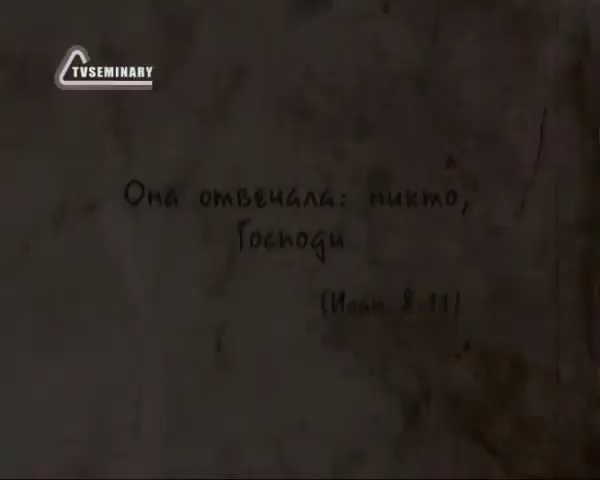 TVSEMINARY
Она отвечала: никто,
Господи
(Иоан. 8:11)